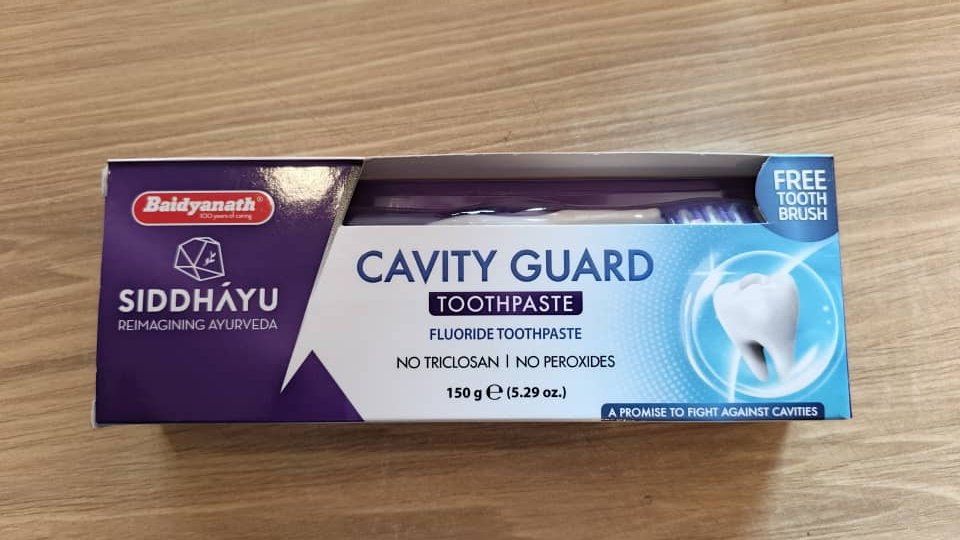 Baidyanath®
100 years of caring
SIDDHÁYU
REIMAGINING AYURVEDA
FREE
TOOTH
BRUSH
CAVITY GUARD
TOOTHPASTE
FLUORIDE TOOTHPASTE
NO TRICLOSAN | NO PEROXIDES
150 g ℮ (5.29 oz.)
A PROMISE TO FIGHT AGAINST CAVITIES